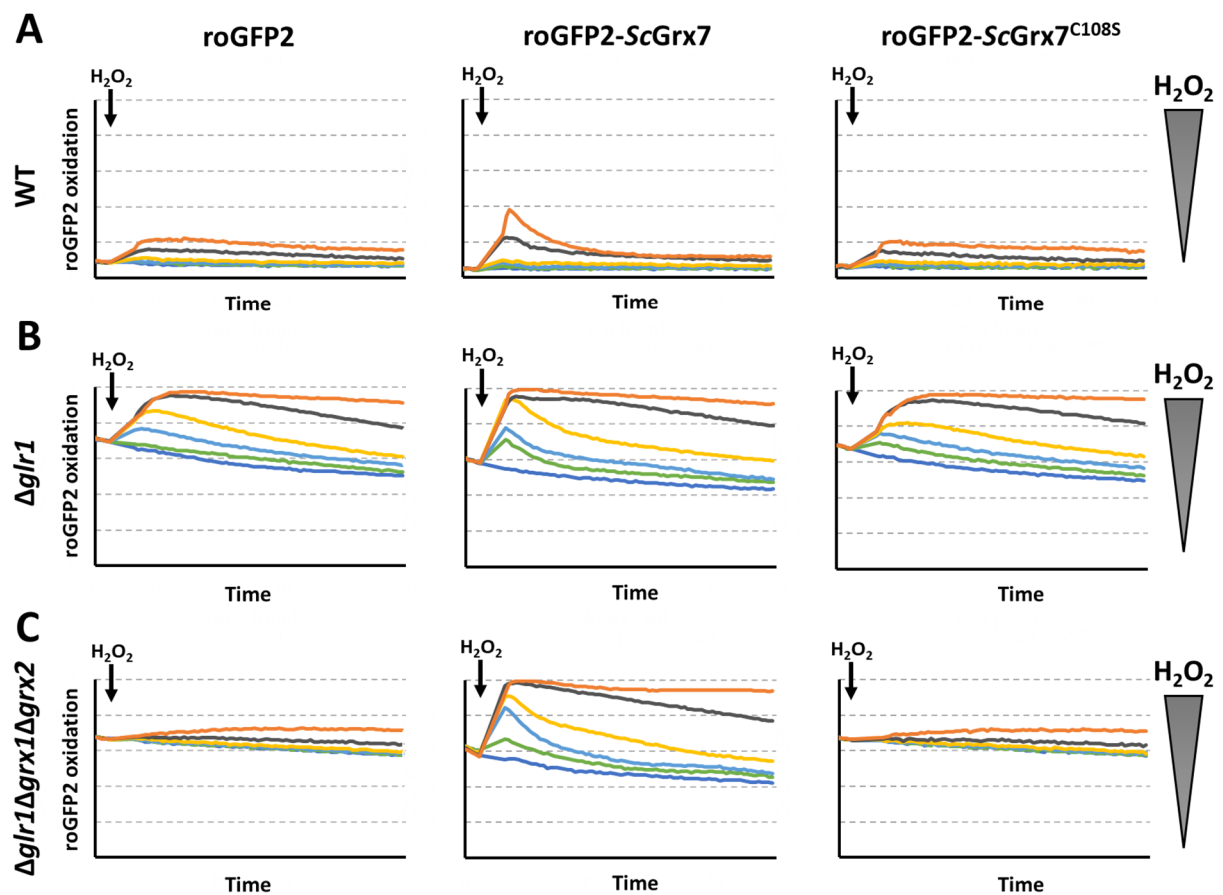 A
roGFP2
roGFP2-ScGrx7
roGFP2-ScGrx7C108S
H₂O₂
H₂O₂
H₂O₂
H₂O₂
WT
roGFP2 oxidation
Time
Time
Time
B
H₂O₂
H₂O₂
H₂O₂
H₂O₂
Δglr1
roGFP2 oxidation
Time
Time
Time
C
H₂O₂
H₂O₂
H₂O₂
H₂O₂
Δglr1Δgrx1Δgrx2
roGFP2 oxidation
Time
Time
Time